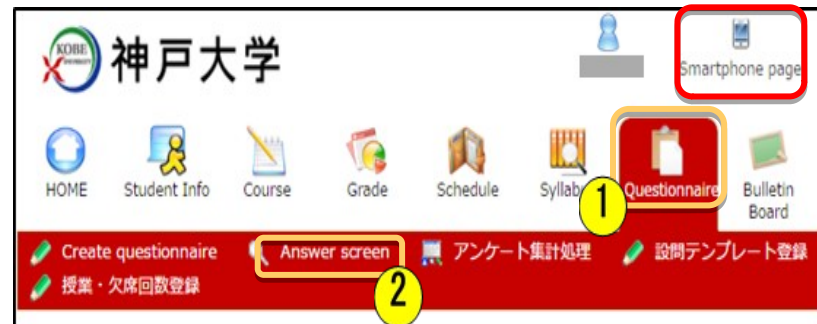 KOBE
UNIVERSITY
神戸大学
Smartphone page
HOME Student Info Course Grade Schedule Syllab Questionnaire Bulletin Board
1
Create questionnaire Answer screen アンケート集計処理 設問テンプレート登録
授業・欠席回数登録
2